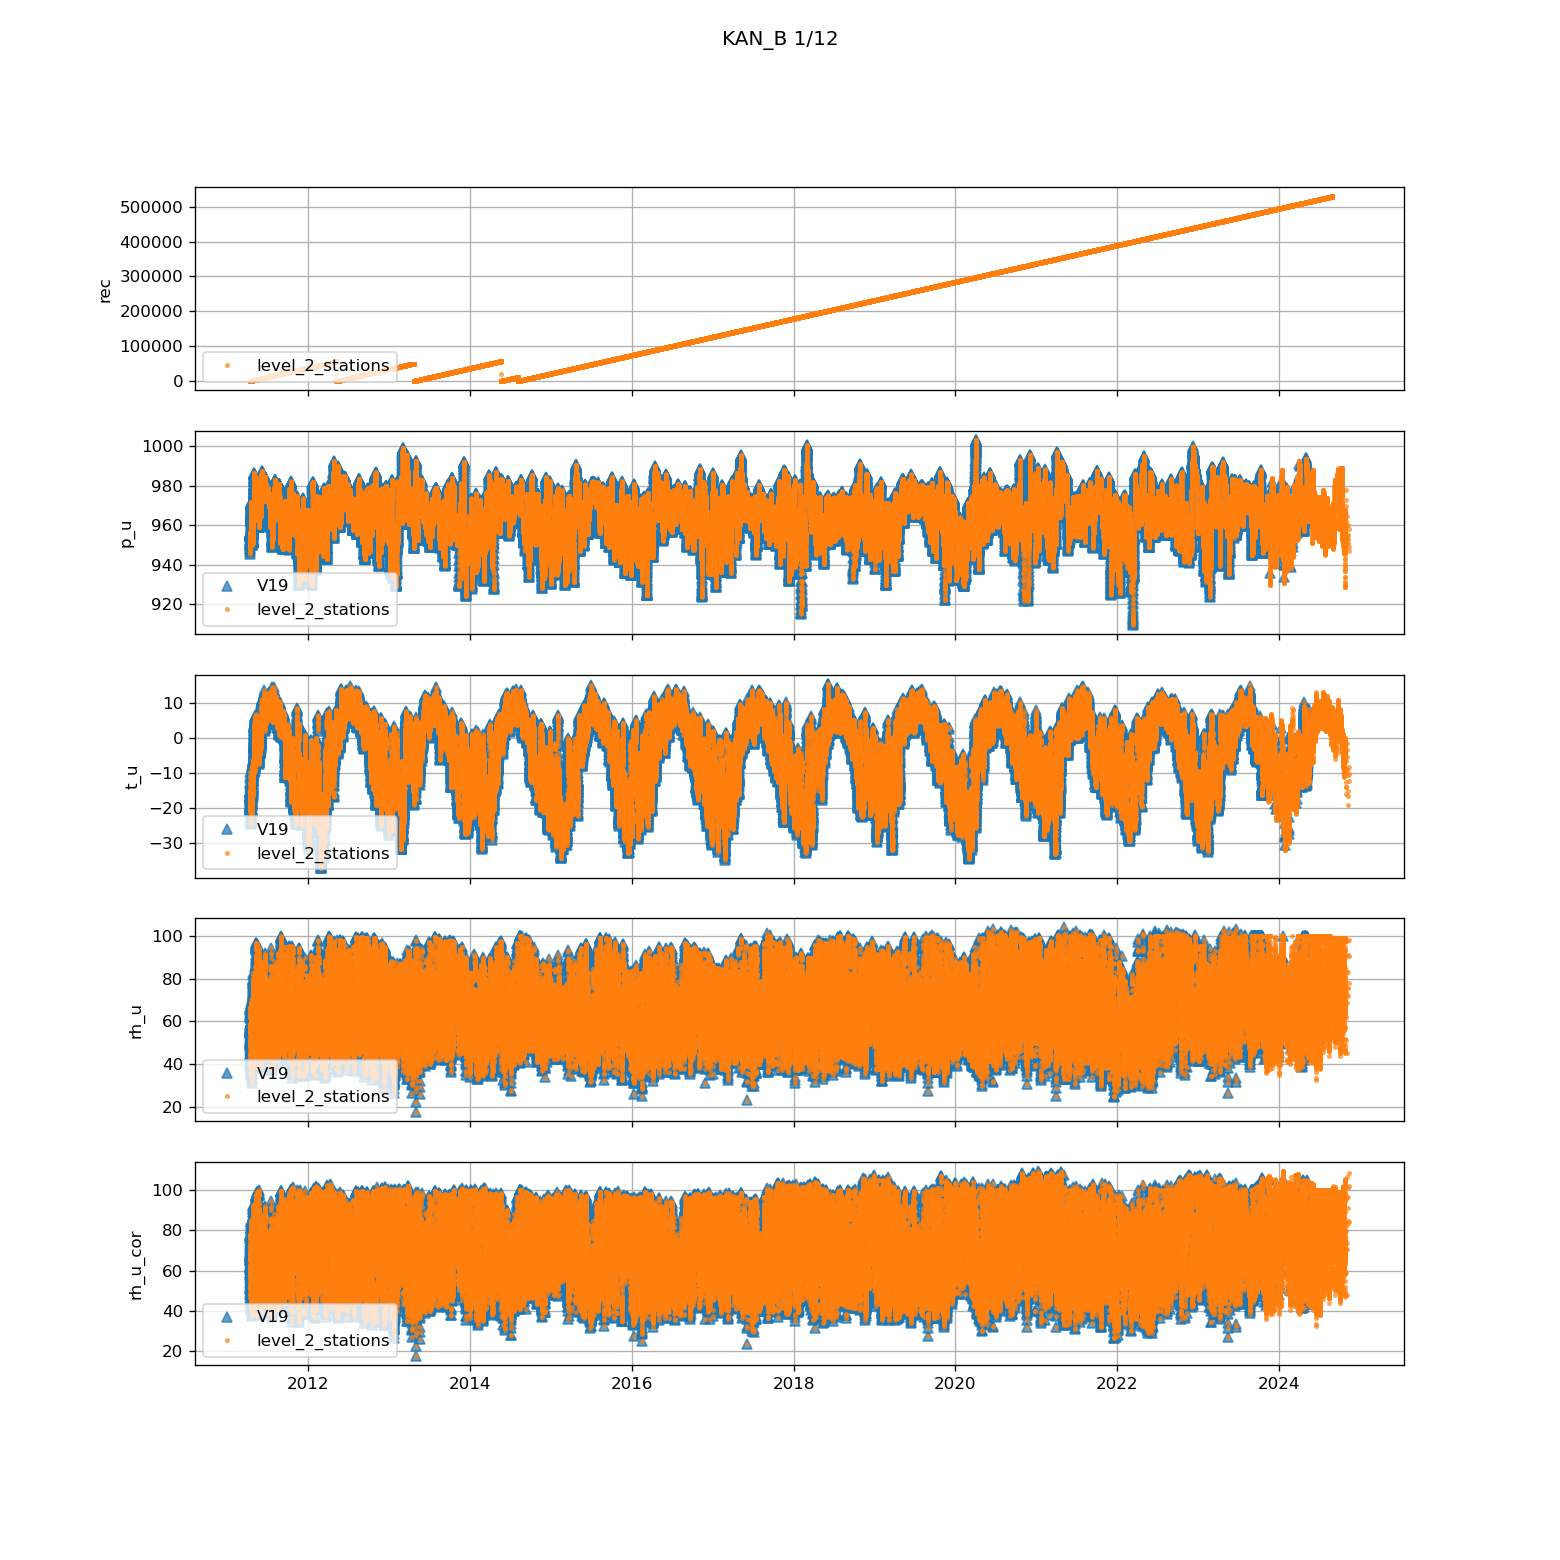 KAN_B 1/12
rec
500000
400000
300000
200000
100000
0
level_2_stations
p_u
1000
980
960
940
920
V19
level_2_stations
t_u
10
0
−10
−20
−30
V19
level_2_stations
rh_u
100
80
60
40
20
V19
level_2_stations
rh_u_cor
100
80
60
40
20
V19
level_2_stations
2012 2014 2016 2018 2020 2022 2024